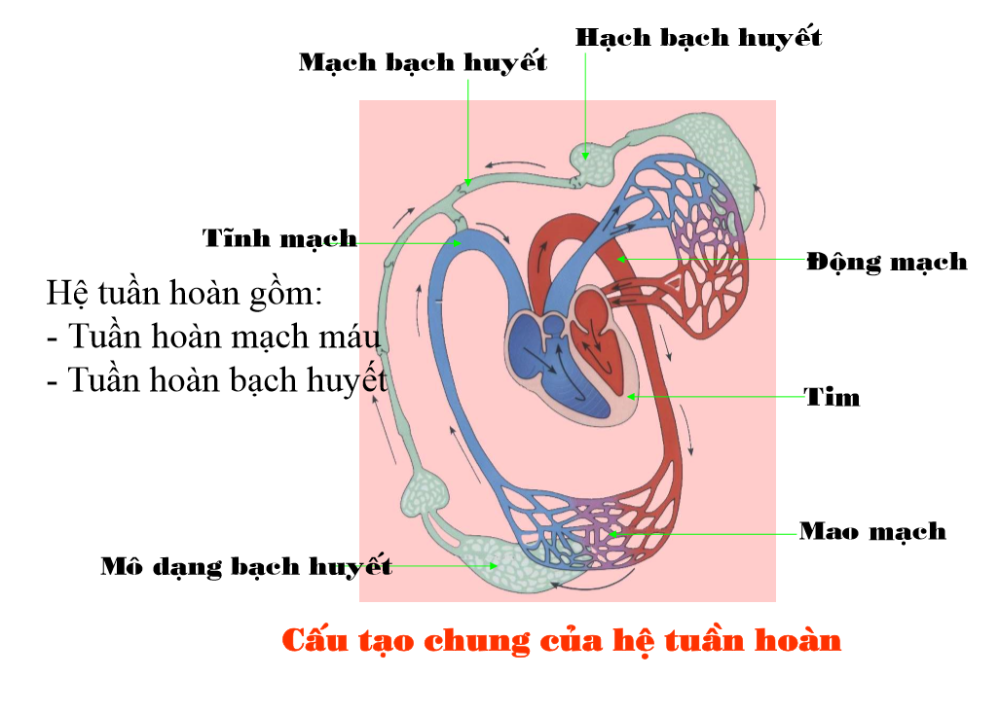 Hạch bạch huyết
Mạch bạch huyết
Tĩnh mạch
Động mạch
Hệ tuần hoàn gồm:
- Tuần hoàn mạch máu
- Tuần hoàn bạch huyết
Tim
Mao mạch
Mô dạng bạch huyết
Cấu tạo chung của hệ tuần hoàn